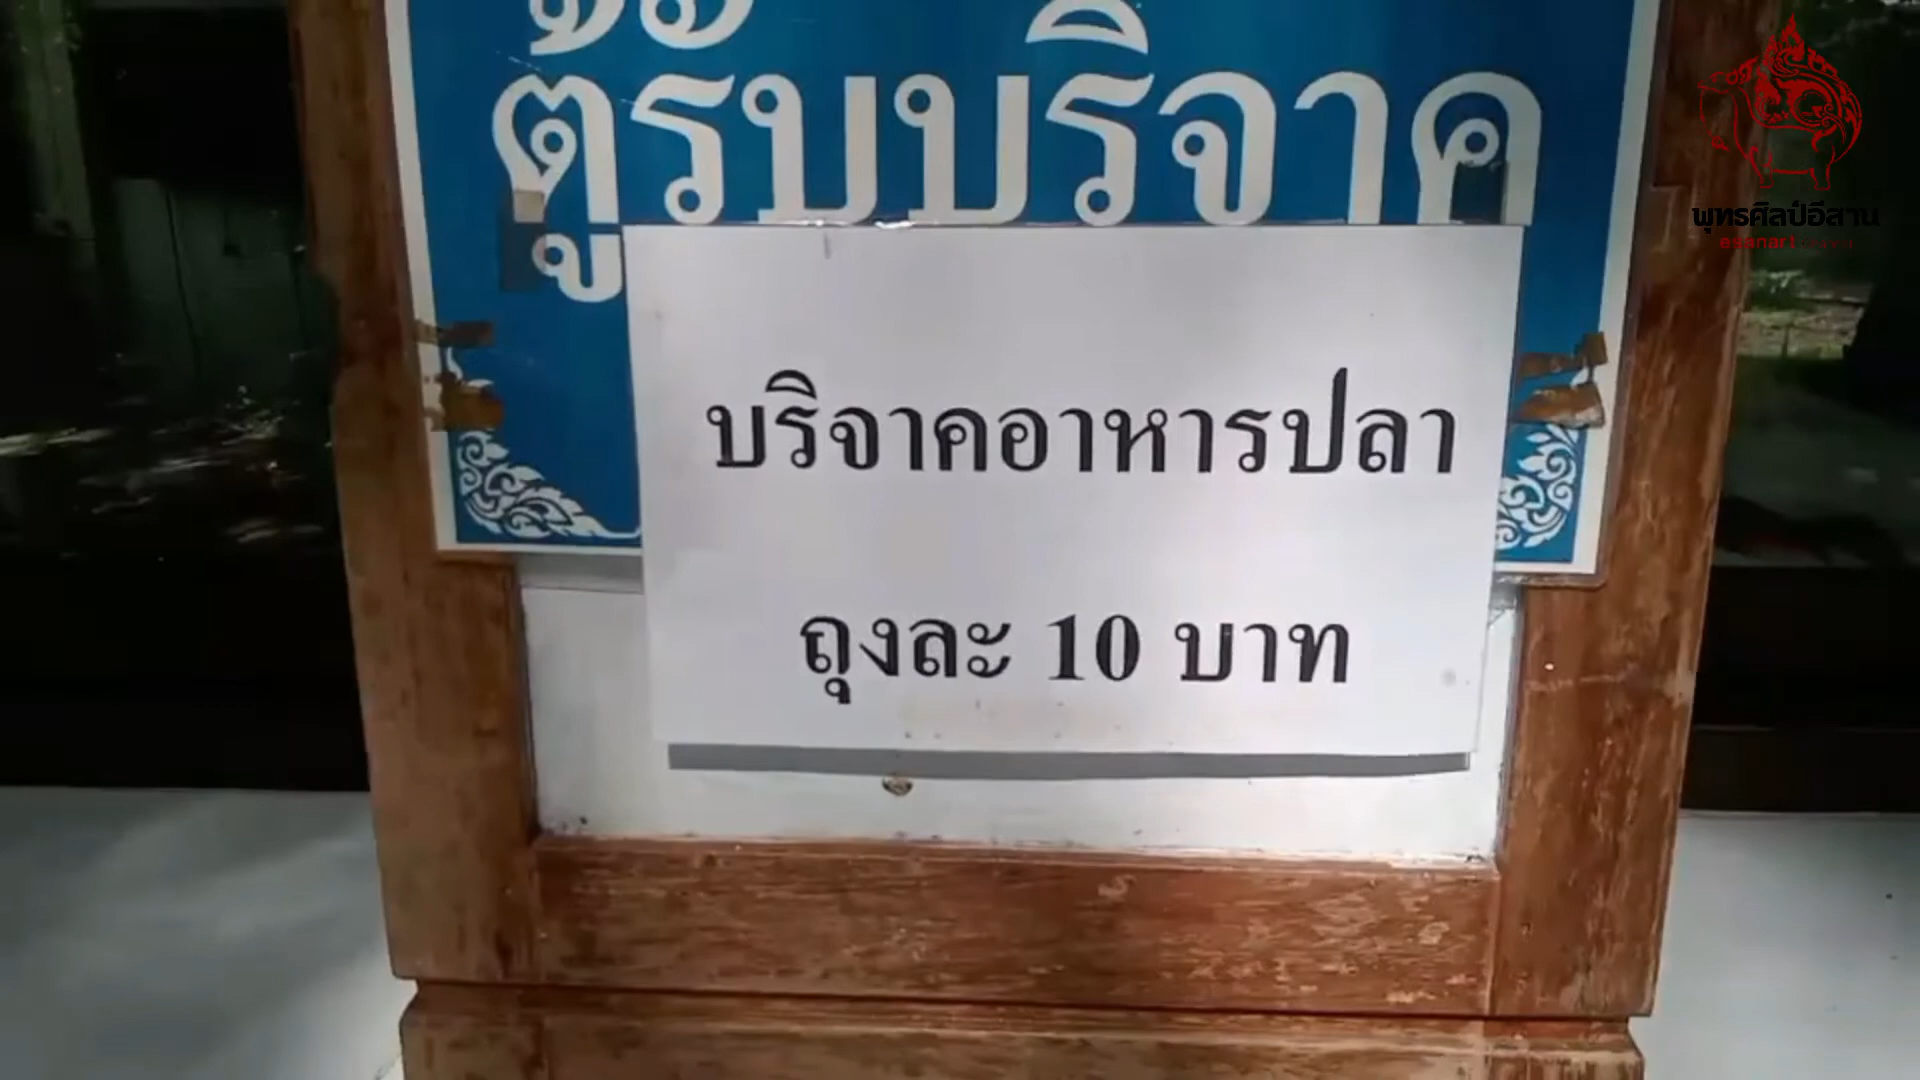 ตู้รับบริจาค
บริจาคอาหารปลา
ถุงละ 10 บาท
พุทธศิลป์อีสาน
esanart